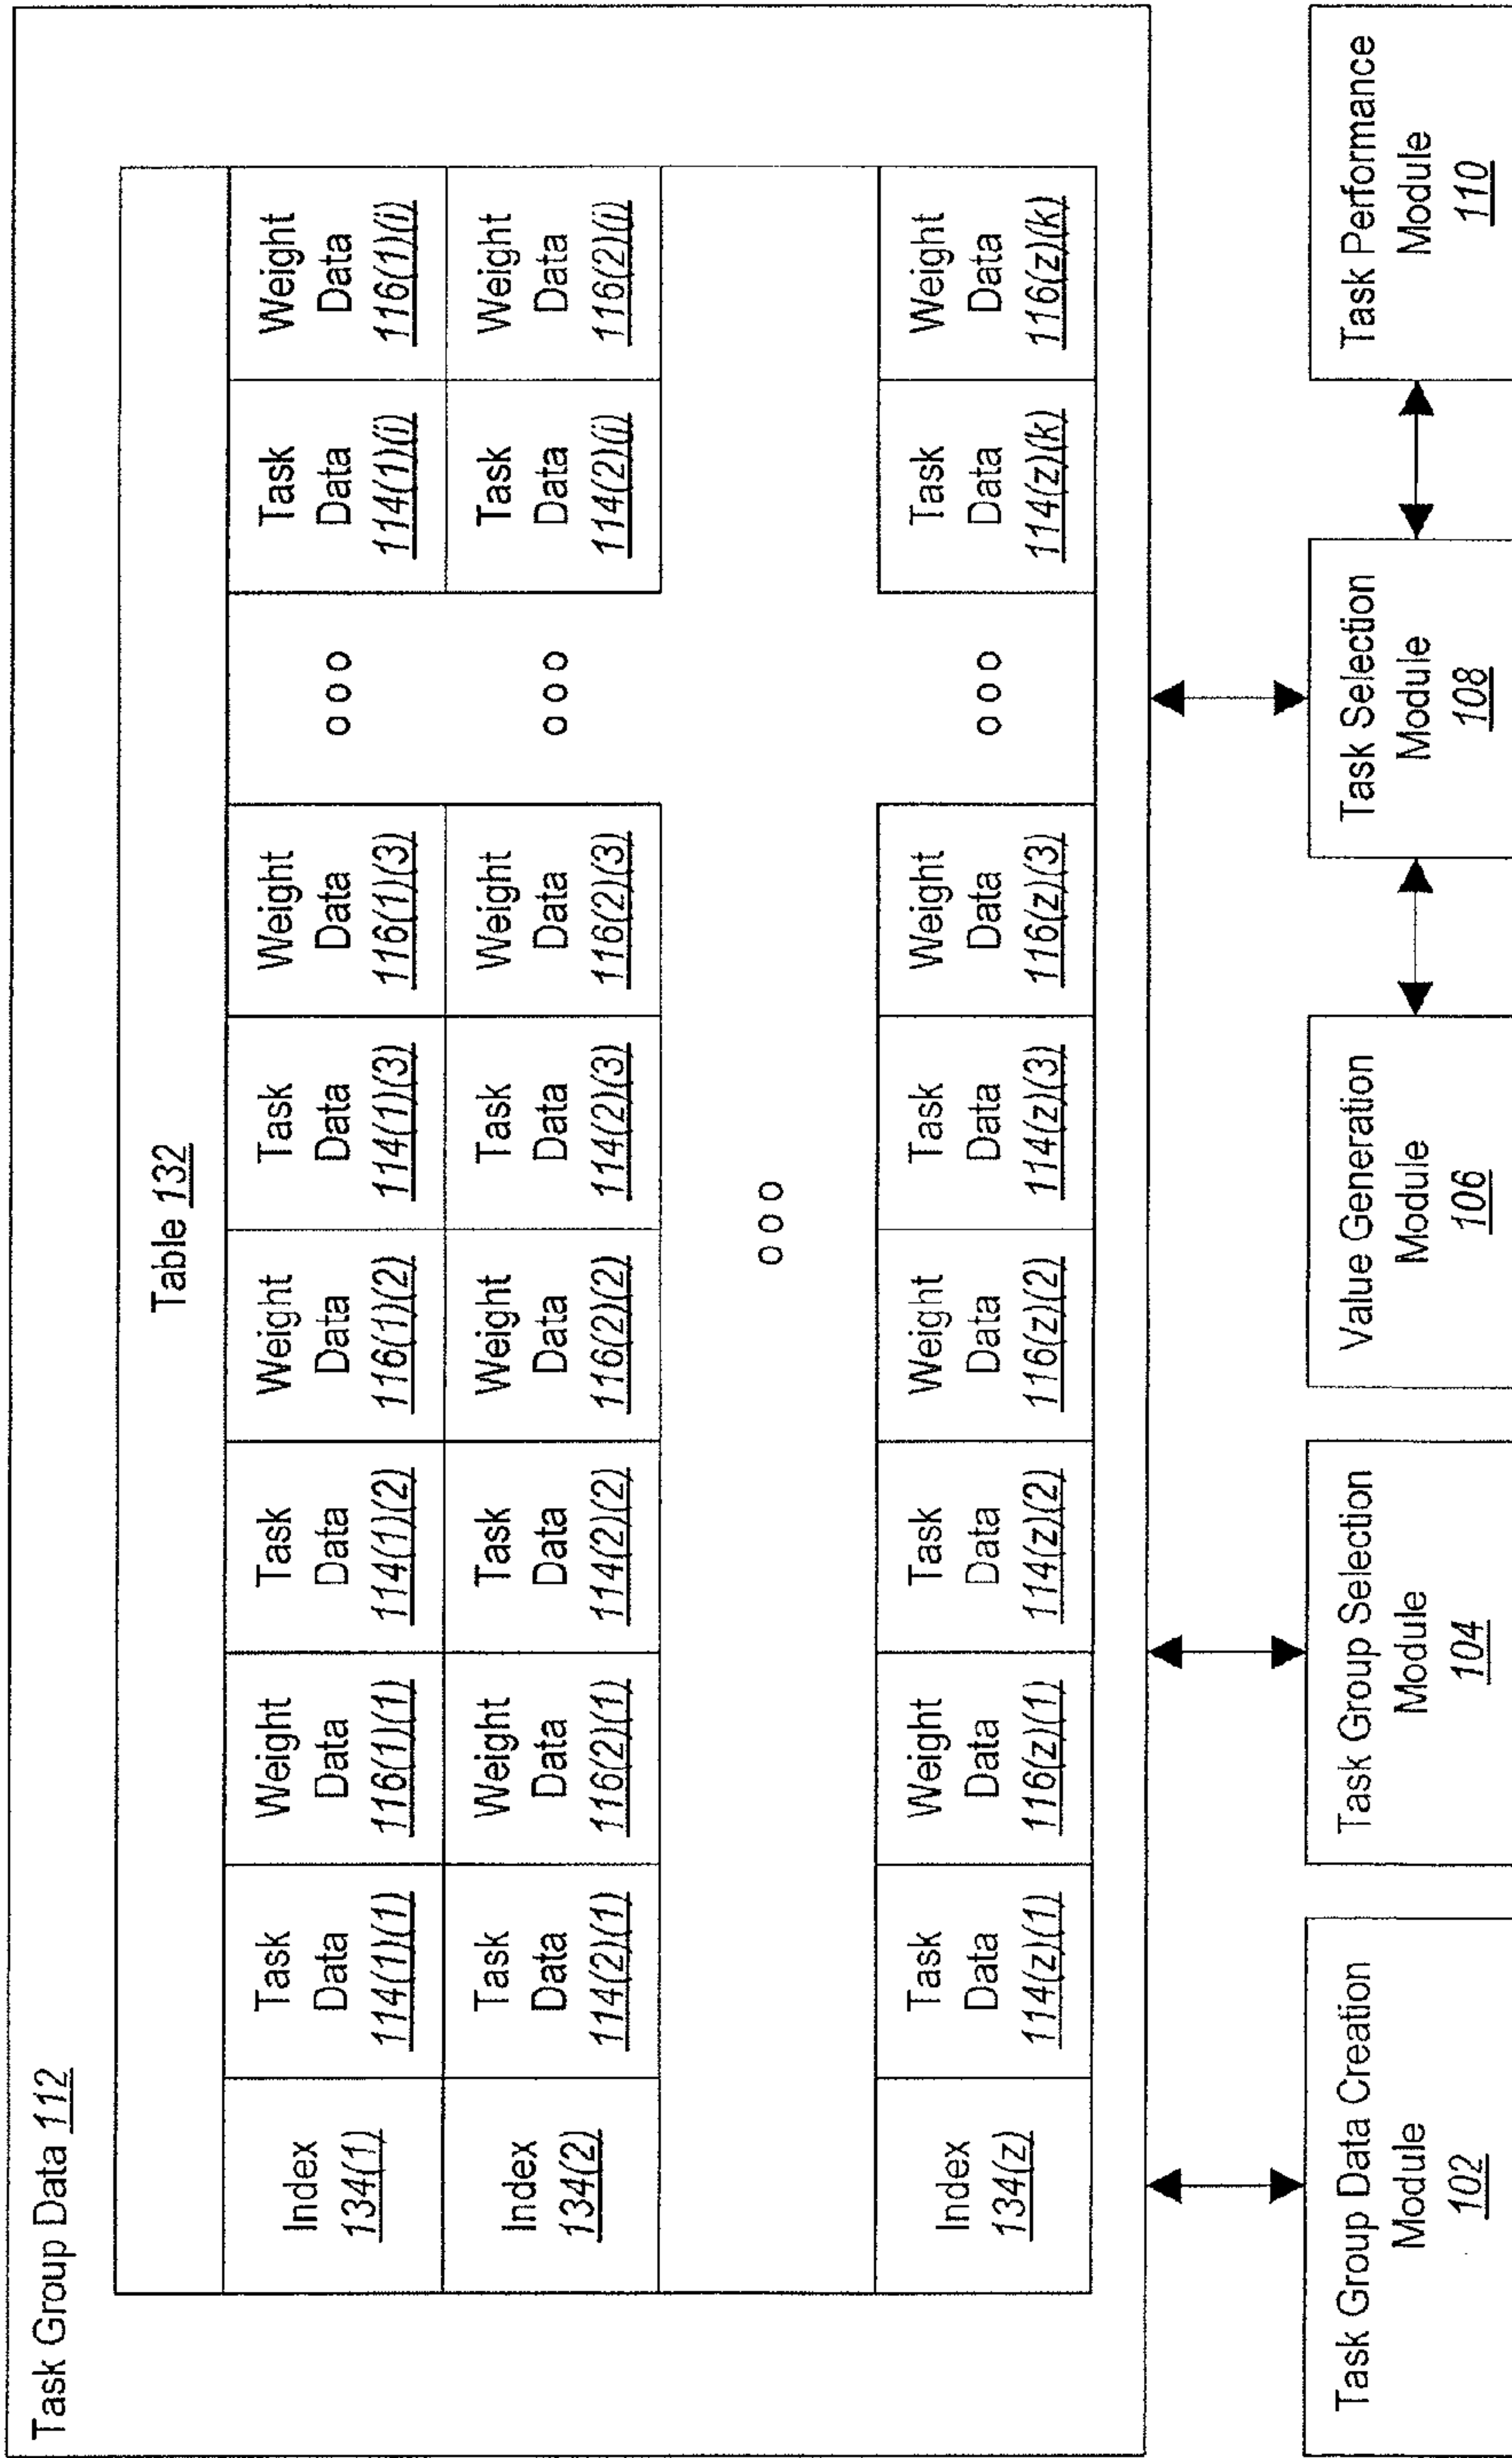 Task Group Data 112
Table 132
Index
134(1)
Task
Data
114(1)(1)
Weight
Data
116(1)(1)
Task
Data
114(1)(2)
Weight
Data
116(1)(2)
Task
Data
114(1)(3)
Weight
Data
116(1)(3)
o o o
Task
Data
114(1)(i)
Weight
Data
116(1)(i)
Index
134(2)
Task
Data
114(2)(1)
Weight
Data
116(2)(1)
Task
Data
114(2)(2)
Weight
Data
116(2)(2)
Task
Data
114(2)(3)
Weight
Data
116(2)(3)
o o o
Task
Data
114(2)(j)
Weight
Data
116(2)(j)
o o o
Index
134(z)
Task
Data
114(z)(1)
Weight
Data
116(z)(1)
Task
Data
114(z)(2)
Weight
Data
116(z)(2)
Task
Data
114(z)(3)
Weight
Data
116(z)(3)
o o o
Task
Data
114(z)(k)
Weight
Data
116(z)(k)
Task Group Data Creation
Module
102
Task Group Selection
Module
104
Value Generation
Module
106
Task Selection
Module
108
Task Performance
Module
110